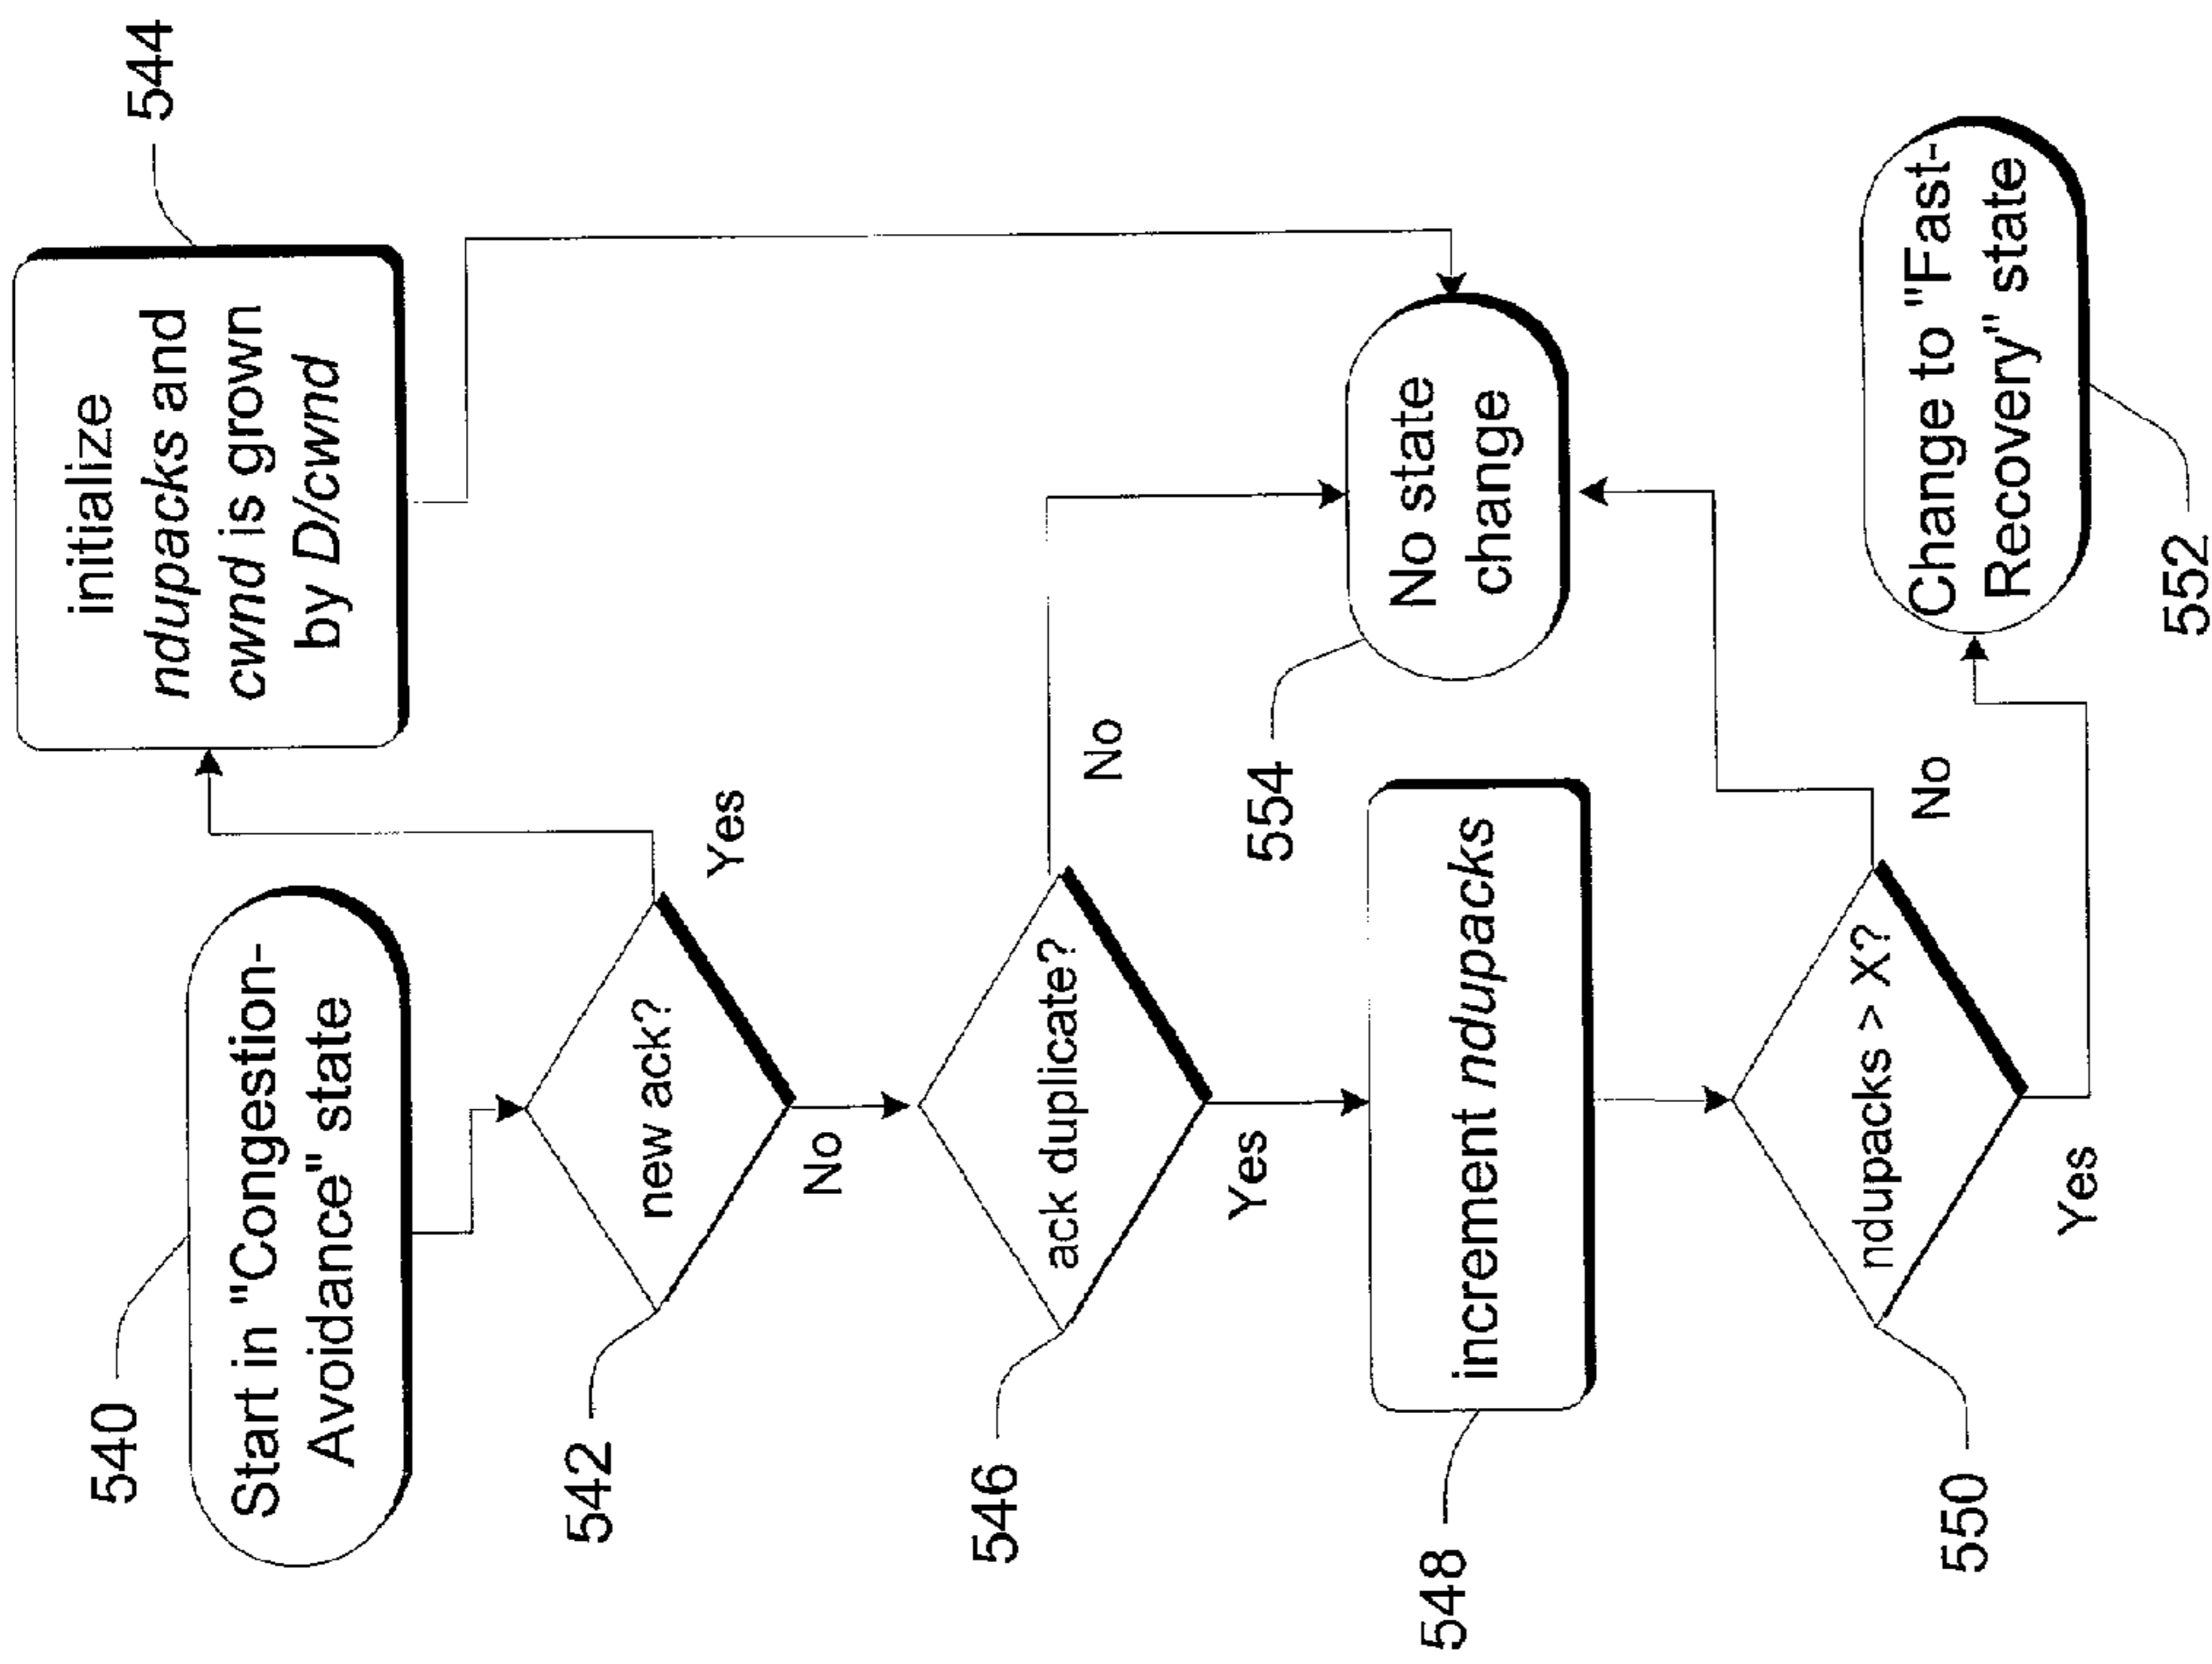 540
Start in "Congestion-
Avoidance" state
544
initialize
ndupacks and
cwnd is grown
by D/cwnd
542
new ack?
Yes
No
546
ack duplicate?
No
Yes
554
No state
change
548
increment ndupacks
550
ndupacks > X?
No
Yes
Change to "Fast-
Recovery" state
552